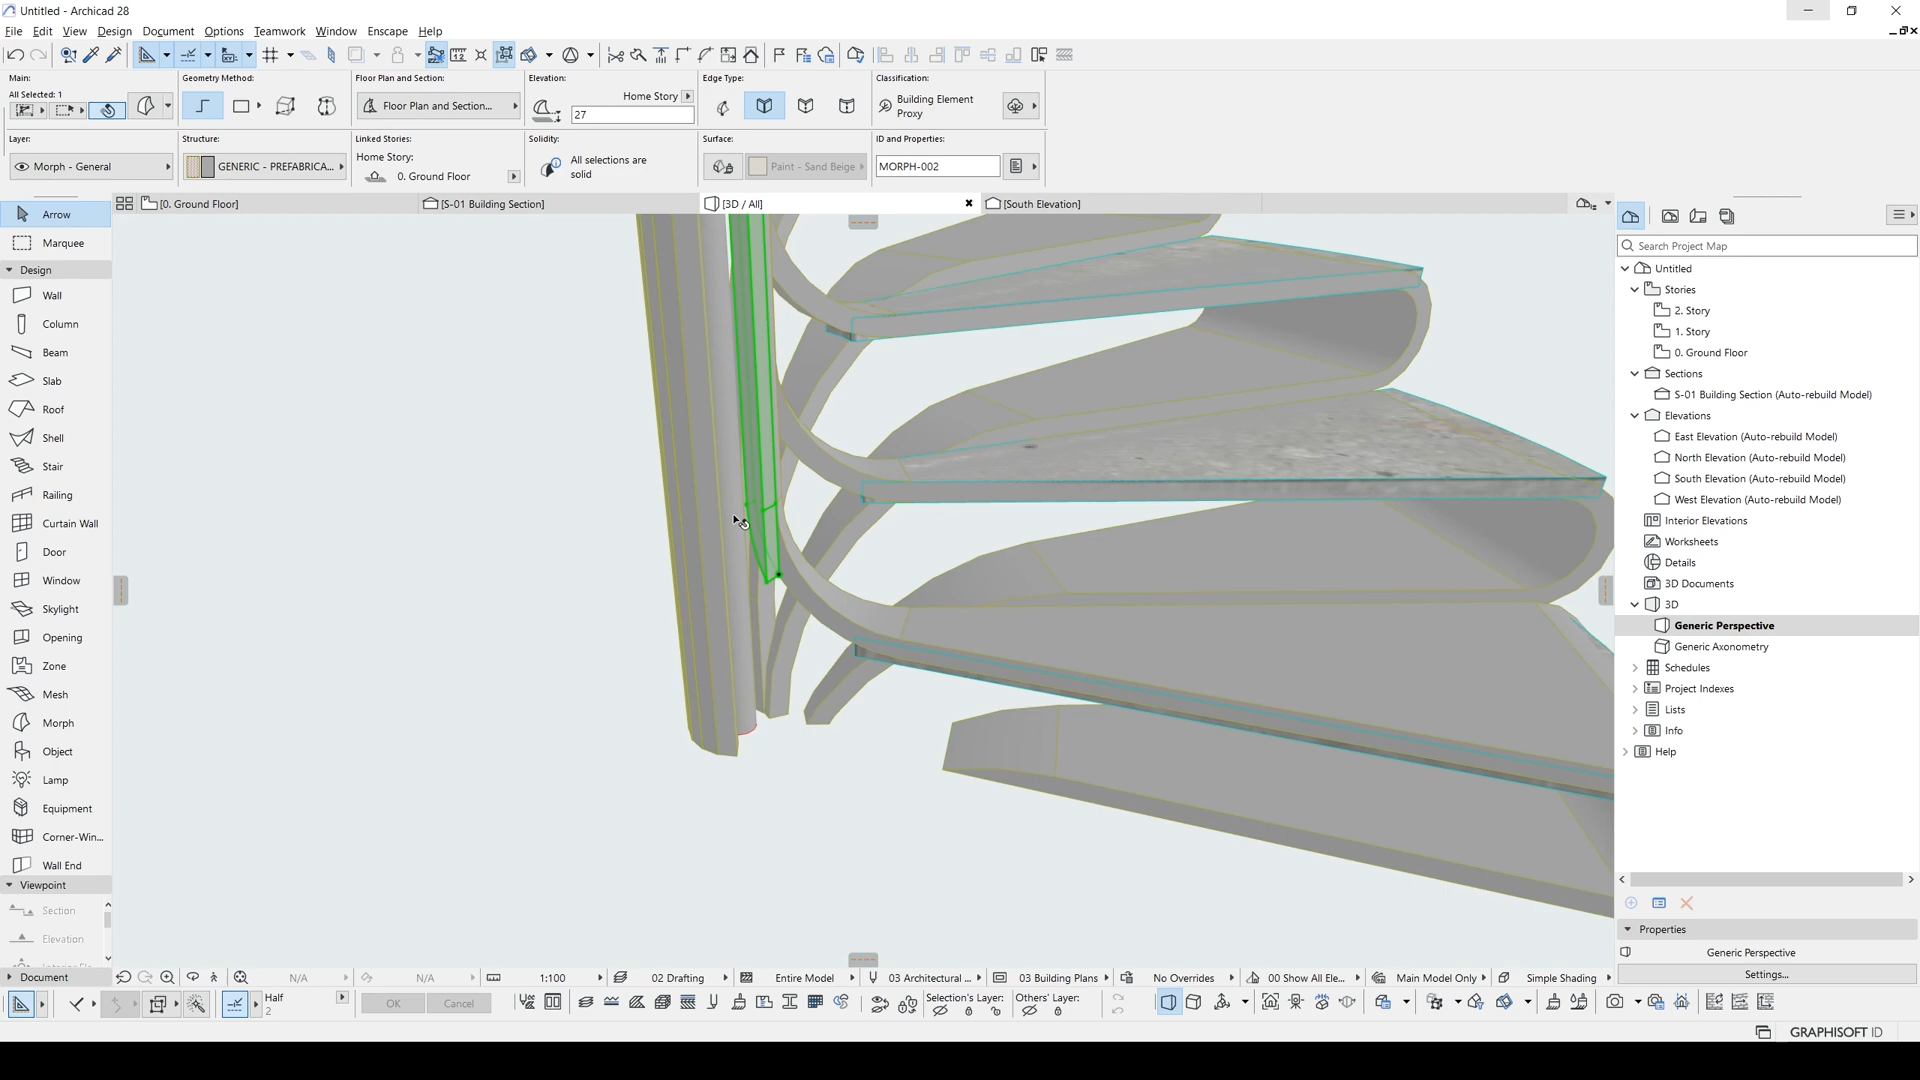 Untitled - Archicad 28
File Edit View Design Document Options Teamwork Window Enscape Help
Main: Geometry Method: Floor Plan and Section: Elevation: Edge Type: Classification:
All Selected: 1
Floor Plan and Section...
Home Story
27
Building Element
Proxy
Layer: Structure: Linked Stories: Solidity: Surface: ID and Properties:
Morph - General
GENERIC - PREFABRICA...
Home Story:
0. Ground Floor
All selections are
solid
Paint - Sand Beige
MORPH-002
[0. Ground Floor]
[S-01 Building Section]
[3D / All]
[South Elevation]
Arrow
Marquee
Design
Wall
Column
Beam
Slab
Roof
Shell
Stair
Railing
Curtain Wall
Door
Window
Skylight
Opening
Zone
Mesh
Morph
Object
Lamp
Equipment
Corner-Win...
Wall End
Viewpoint
Section
Elevation
Document
Search Project Map
Untitled
Stories
2. Story
1. Story
0. Ground Floor
Sections
S-01 Building Section (Auto-rebuild Model)
Elevations
East Elevation (Auto-rebuild Model)
North Elevation (Auto-rebuild Model)
South Elevation (Auto-rebuild Model)
West Elevation (Auto-rebuild Model)
Interior Elevations
Worksheets
Details
3D Documents
3D
Generic Perspective
Generic Axonometry
Schedules
Project Indexes
Lists
Info
Help
Properties
Generic Perspective
Settings...
N/A
N/A
1:100
02 Drafting
Entire Model
03 Architectural ...
03 Building Plans
No Overrides
00 Show All Ele...
Main Model Only
Simple Shading
Half
2
OK
Cancel
Selection's Layer:
Others' Layer:
GRAPHISOFT ID